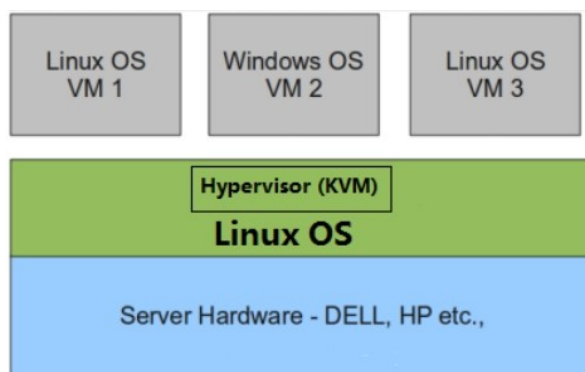 Linux OS
VM 1
Windows OS
VM 2
Linux OS
VM 3
Hypervisor (KVM)
Linux OS
Server Hardware - DELL, HP etc.,